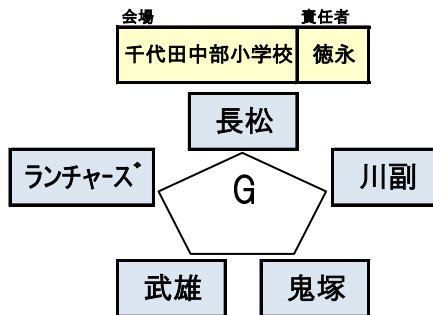 会場 責任者
千代田中部小学校 徳永
長松
ランチャーズ 川副
G
武雄 鬼塚